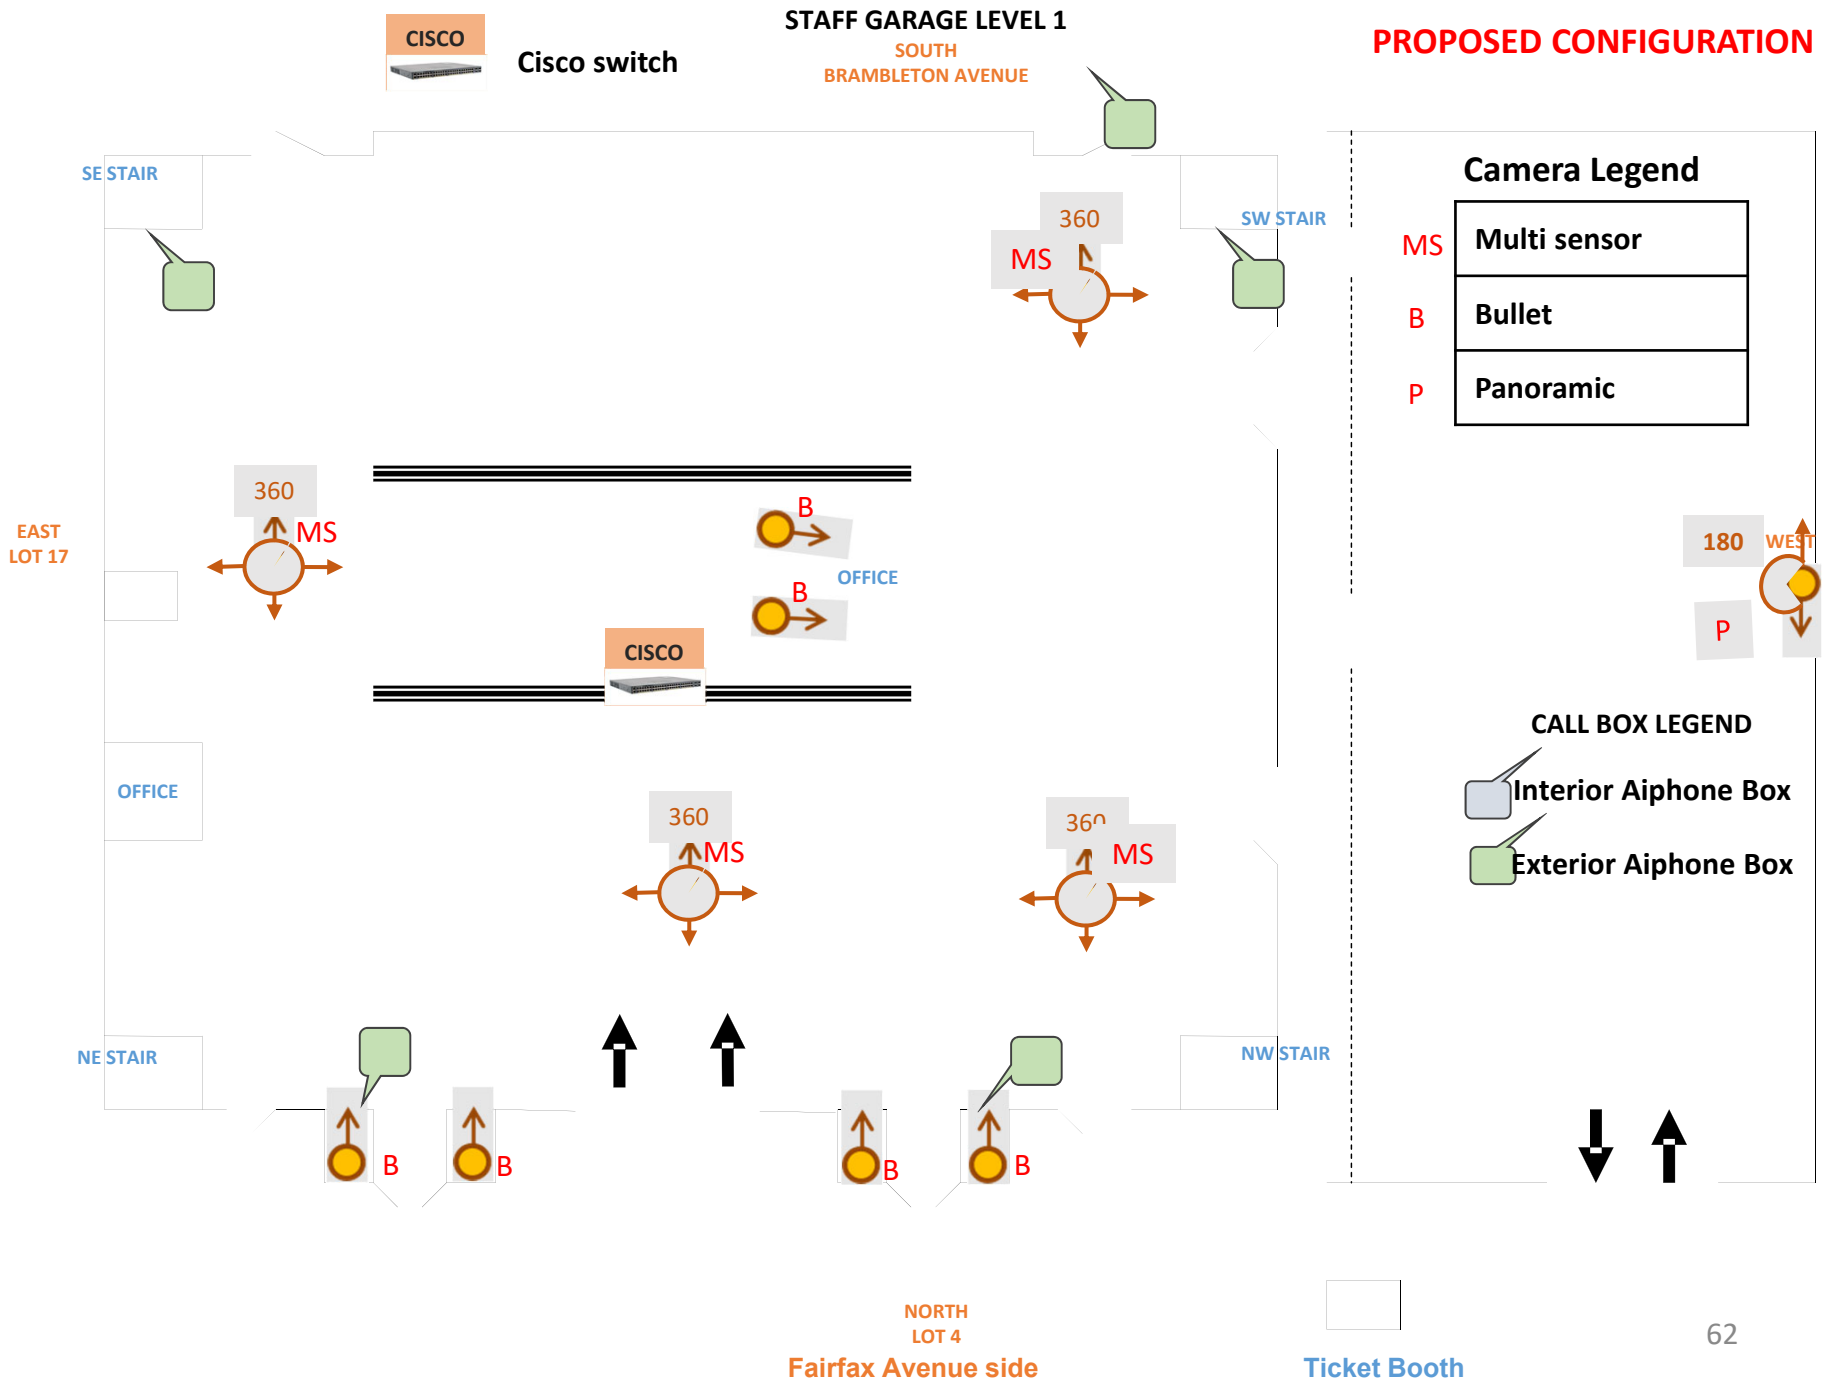 STAFF GARAGE LEVEL 1
SOUTH
BRAMBLETON AVENUE
PROPOSED CONFIGURATION
CISCO
Cisco switch
SE STAIR
SW STAIR
Camera Legend
MS
Multi sensor
B
Bullet
P
Panoramic
360
MS
360
MS
EAST
LOT 17
B
B
OFFICE
CISCO
180
WEST
P
CALL BOX LEGEND
Interior Aiphone Box
Exterior Aiphone Box
OFFICE
360
MS
360
MS
NE STAIR
NW STAIR
B
B
B
B
NORTH
LOT 4
Fairfax Avenue side
Ticket Booth
62